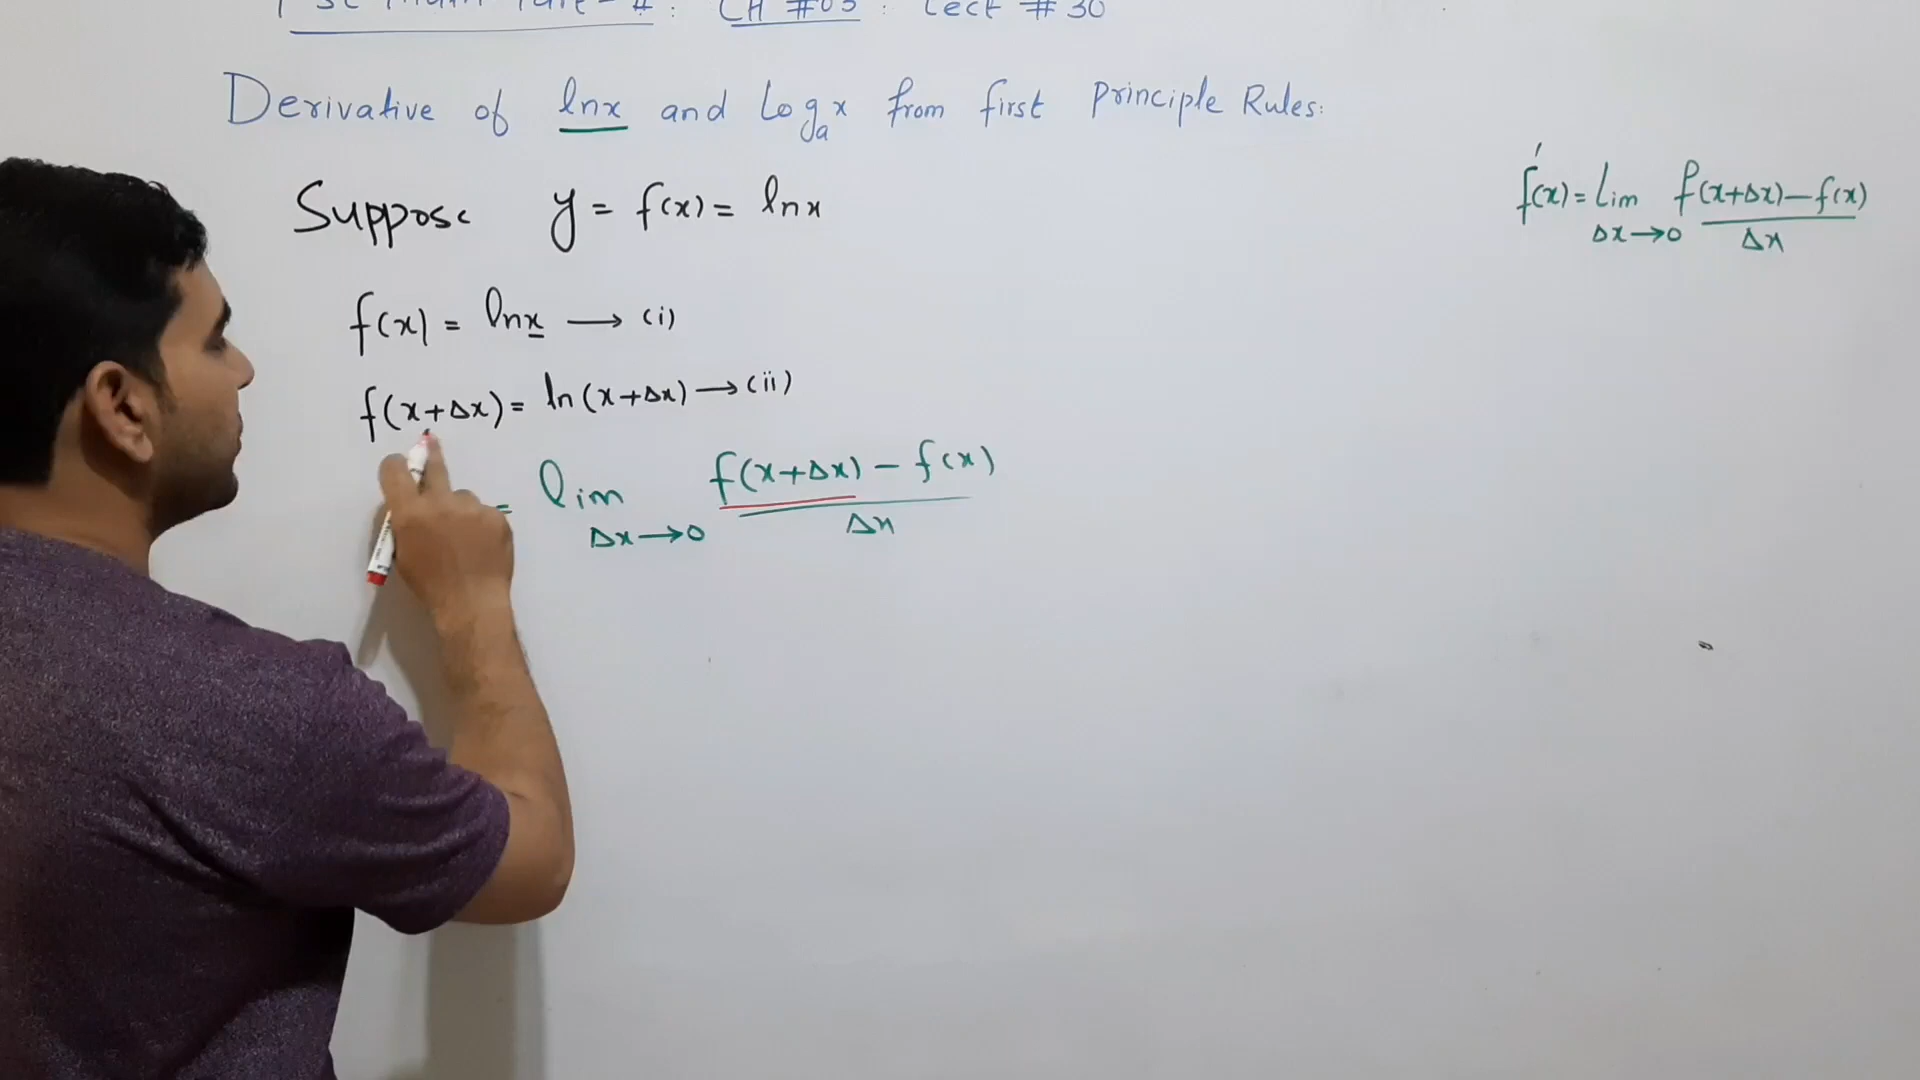 CH #03 : Lect # 30
Derivative of lnx and Logₐx from first Principle Rules:
Suppose y = f(x) = lnx
f'(x) = Lim Δx→0 f(x+Δx)-f(x) / Δx
f(x) = lnx → (i)
f(x+Δx) = ln(x+Δx) → (ii)
= lim Δx→0 f(x+Δx) - f(x) / Δx